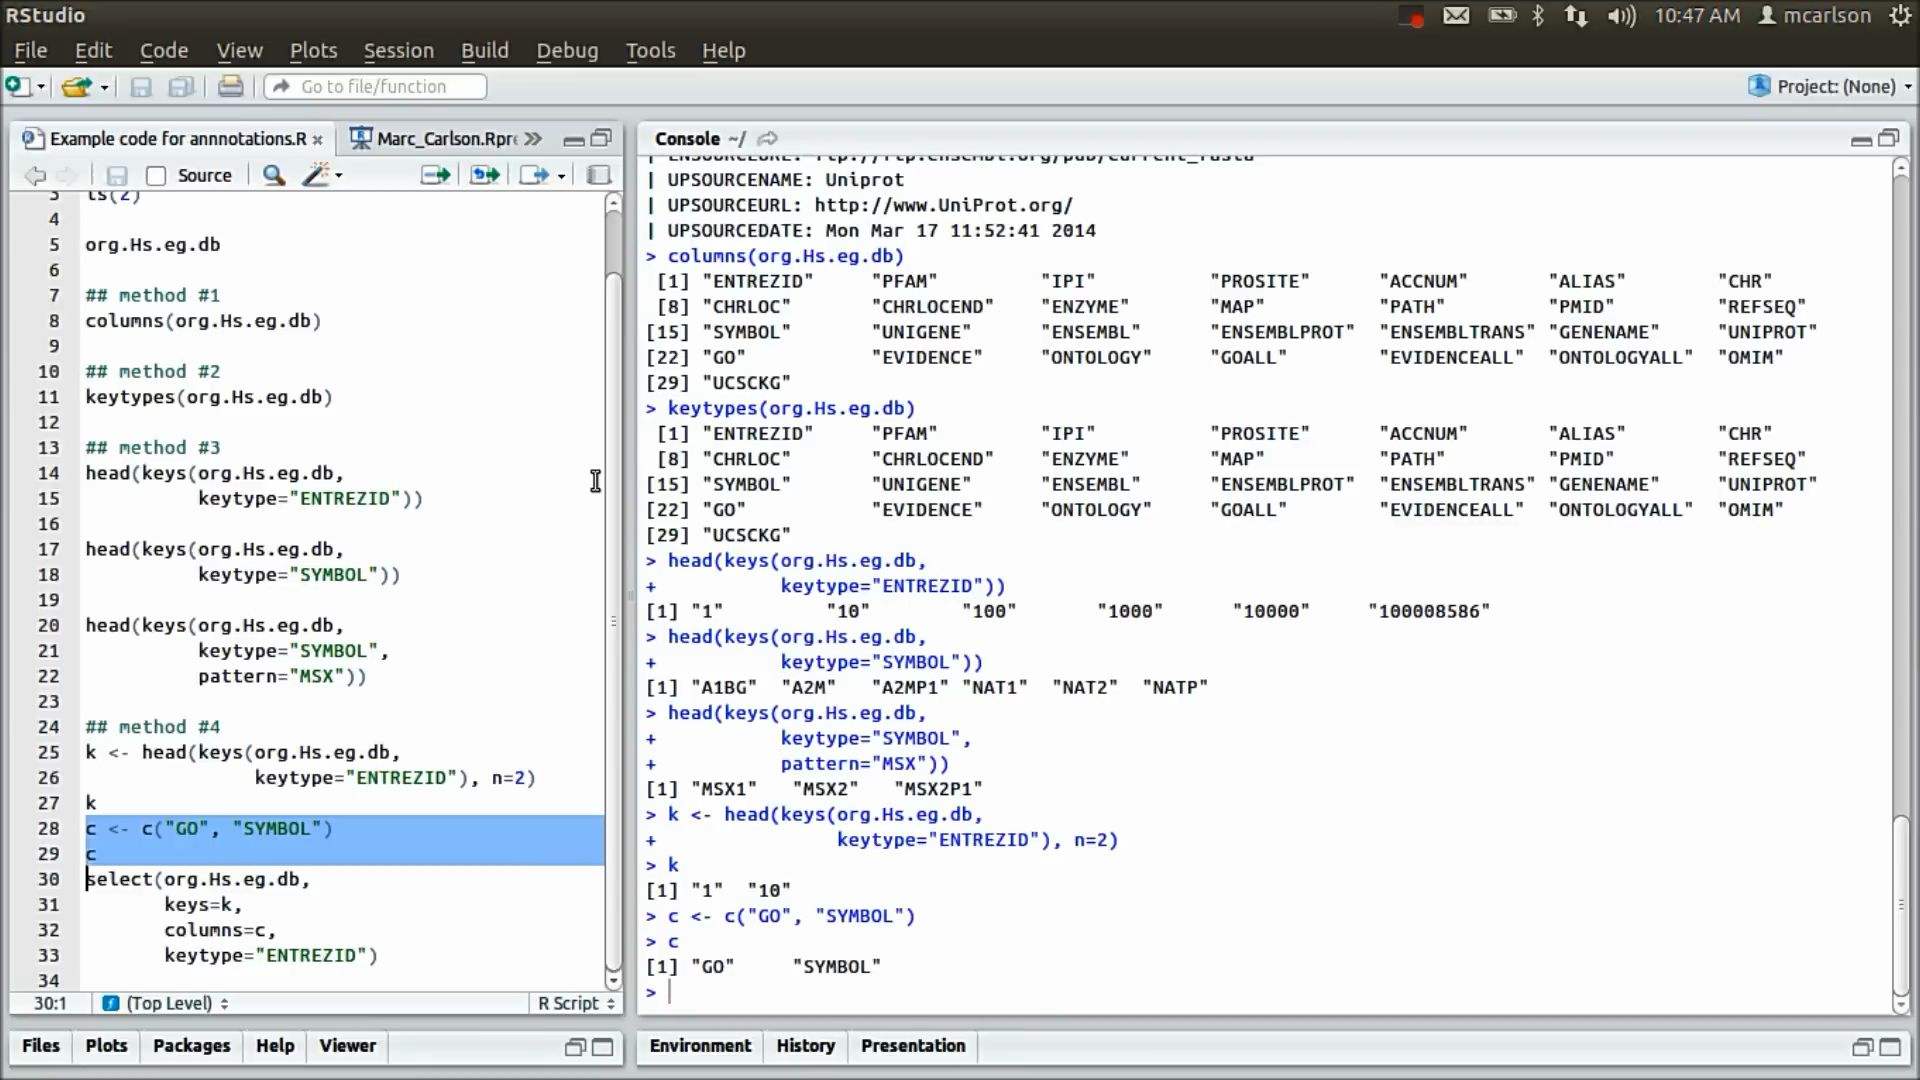 RStudio
10:47 AM mcarlson
File Edit Code View Plots Session Build Debug Tools Help
Go to file/function
Project: (None)
Example code for annnotations.R
Marc_Carlson.Rpre
Source
3 ls(2)
4
5 org.Hs.eg.db
6
7 ## method #1
8 columns(org.Hs.eg.db)
9
10 ## method #2
11 keytypes(org.Hs.eg.db)
12
13 ## method #3
14 head(keys(org.Hs.eg.db,
15 keytype="ENTREZID"))
16
17 head(keys(org.Hs.eg.db,
18 keytype="SYMBOL"))
19
20 head(keys(org.Hs.eg.db,
21 keytype="SYMBOL",
22 pattern="MSX"))
23
24 ## method #4
25 k <- head(keys(org.Hs.eg.db,
26 keytype="ENTREZID"), n=2)
27 k
28 c <- c("GO", "SYMBOL")
29 c
30 select(org.Hs.eg.db,
31 keys=k,
32 columns=c,
33 keytype="ENTREZID")
34
30:1 (Top Level) R Script
Files Plots Packages Help Viewer
Console ~/
| ENSOURCEURL: ftp://ftp.ensembl.org/pub/current_fasta
| UPSOURCENAME: Uniprot
| UPSOURCEURL: http://www.UniProt.org/
| UPSOURCEDATE: Mon Mar 17 11:52:41 2014
> columns(org.Hs.eg.db)
[1] "ENTREZID" "PFAM" "IPI" "PROSITE" "ACCNUM" "ALIAS" "CHR"
[8] "CHRLOC" "CHRLOCEND" "ENZYME" "MAP" "PATH" "PMID" "REFSEQ"
[15] "SYMBOL" "UNIGENE" "ENSEMBL" "ENSEMBLPROT" "ENSEMBLTRANS" "GENENAME" "UNIPROT"
[22] "GO" "EVIDENCE" "ONTOLOGY" "GOALL" "EVIDENCEALL" "ONTOLOGYALL" "OMIM"
[29] "UCSCKG"
> keytypes(org.Hs.eg.db)
[1] "ENTREZID" "PFAM" "IPI" "PROSITE" "ACCNUM" "ALIAS" "CHR"
[8] "CHRLOC" "CHRLOCEND" "ENZYME" "MAP" "PATH" "PMID" "REFSEQ"
[15] "SYMBOL" "UNIGENE" "ENSEMBL" "ENSEMBLPROT" "ENSEMBLTRANS" "GENENAME" "UNIPROT"
[22] "GO" "EVIDENCE" "ONTOLOGY" "GOALL" "EVIDENCEALL" "ONTOLOGYALL" "OMIM"
[29] "UCSCKG"
> head(keys(org.Hs.eg.db,
+ keytype="ENTREZID"))
[1] "1" "10" "100" "1000" "10000" "100008586"
> head(keys(org.Hs.eg.db,
+ keytype="SYMBOL"))
[1] "A1BG" "A2M" "A2MP1" "NAT1" "NAT2" "NATP"
> head(keys(org.Hs.eg.db,
+ keytype="SYMBOL",
+ pattern="MSX"))
[1] "MSX1" "MSX2" "MSX2P1"
> k <- head(keys(org.Hs.eg.db,
+ keytype="ENTREZID"), n=2)
> k
[1] "1" "10"
> c <- c("GO", "SYMBOL")
> c
[1] "GO" "SYMBOL"
>
Environment History Presentation